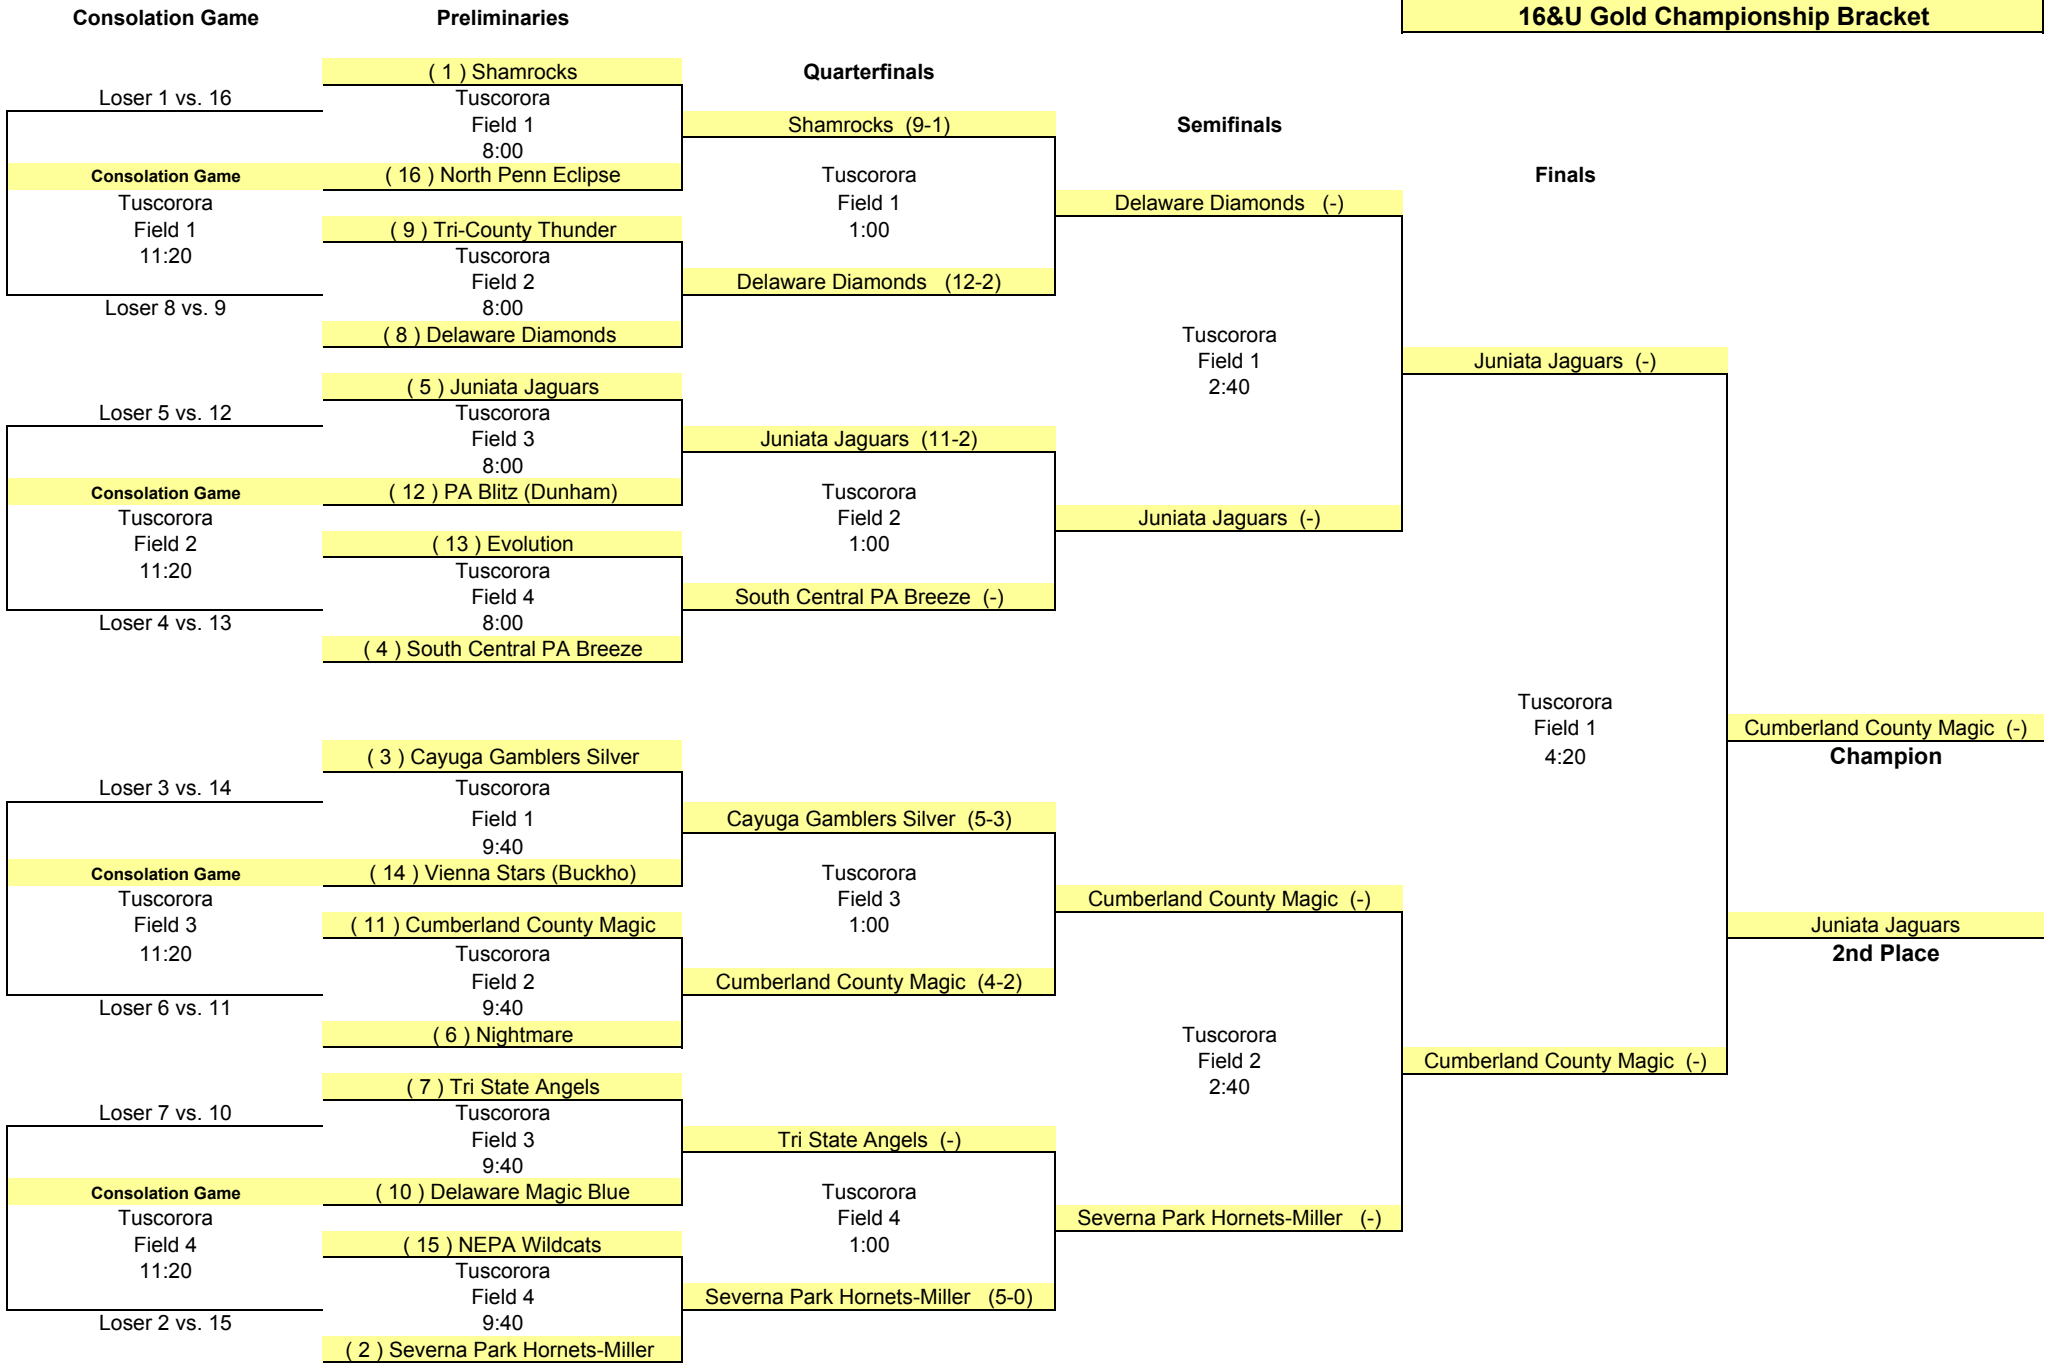 Consolation Game
Preliminaries
16&U Gold Championship Bracket
( 1 ) Shamrocks
Quarterfinals
Loser 1 vs. 16
Tuscorora
Field 1
Shamrocks (9-1)
Semifinals
8:00
Consolation Game
( 16 ) North Penn Eclipse
Tuscorora
Finals
Tuscorora
Field 1
Delaware Diamonds (-)
Field 1
( 9 ) Tri-County Thunder
1:00
11:20
Tuscorora
Field 2
Delaware Diamonds (12-2)
Loser 8 vs. 9
8:00
( 8 ) Delaware Diamonds
Tuscorora
Field 1
Juniata Jaguars (-)
( 5 ) Juniata Jaguars
2:40
Loser 5 vs. 12
Tuscorora
Field 3
Juniata Jaguars (11-2)
8:00
Consolation Game
( 12 ) PA Blitz (Dunham)
Tuscorora
Tuscorora
Field 2
Juniata Jaguars (-)
Field 2
( 13 ) Evolution
1:00
11:20
Tuscorora
Field 4
South Central PA Breeze (-)
Loser 4 vs. 13
8:00
( 4 ) South Central PA Breeze
Tuscorora
Field 1
Cumberland County Magic (-)
( 3 ) Cayuga Gamblers Silver
4:20
Champion
Loser 3 vs. 14
Tuscorora
Field 1
Cayuga Gamblers Silver (5-3)
9:40
Consolation Game
( 14 ) Vienna Stars (Buckho)
Tuscorora
Tuscorora
Field 3
Cumberland County Magic (-)
Field 3
( 11 ) Cumberland County Magic
1:00
Juniata Jaguars
11:20
Tuscorora
2nd Place
Field 2
Cumberland County Magic (4-2)
Loser 6 vs. 11
9:40
( 6 ) Nightmare
Tuscorora
Field 2
Cumberland County Magic (-)
( 7 ) Tri State Angels
2:40
Loser 7 vs. 10
Tuscorora
Field 3
Tri State Angels (-)
9:40
Consolation Game
( 10 ) Delaware Magic Blue
Tuscorora
Tuscorora
Field 4
Severna Park Hornets-Miller (-)
Field 4
( 15 ) NEPA Wildcats
1:00
11:20
Tuscorora
Field 4
Severna Park Hornets-Miller (5-0)
Loser 2 vs. 15
9:40
( 2 ) Severna Park Hornets-Miller